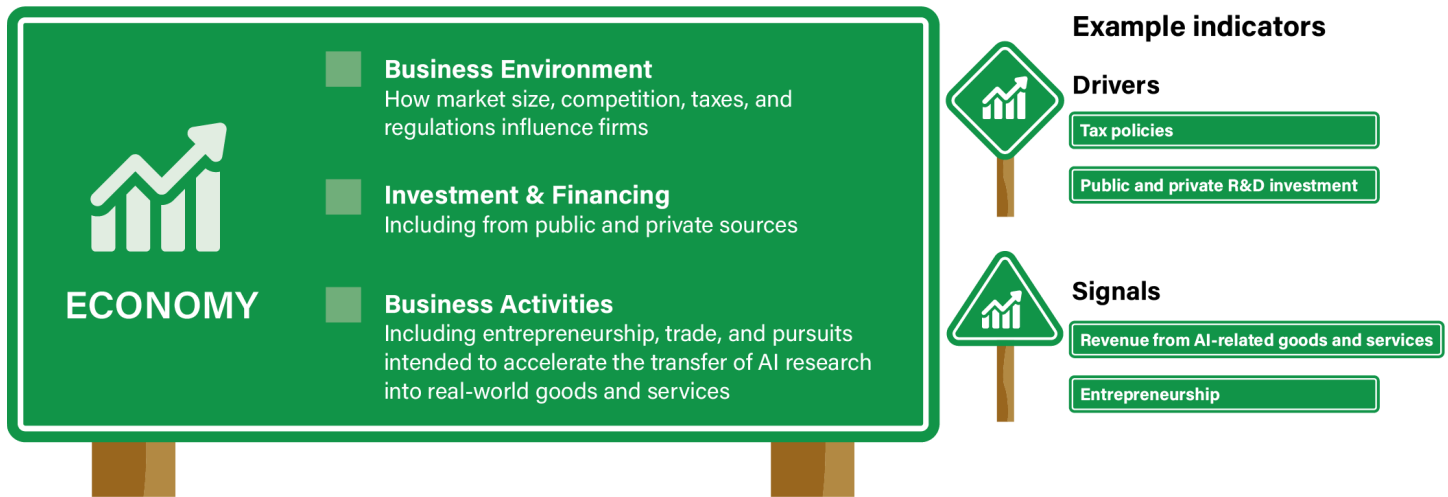 ECONOMY
Business Environment
How market size, competition, taxes, and
regulations influence firms
Investment & Financing
Including from public and private sources
Business Activities
Including entrepreneurship, trade, and pursuits
intended to accelerate the transfer of AI research
into real-world goods and services
Example indicators
Drivers
Tax policies
Public and private R&D investment
Signals
Revenue from AI-related goods and services
Entrepreneurship